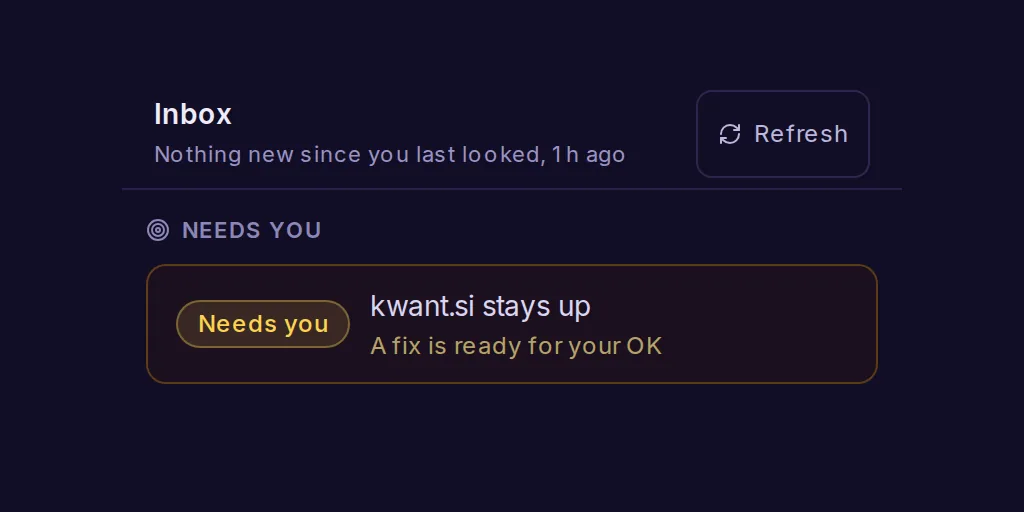 Inbox
Nothing new since you last looked, 1 h ago
Refresh
NEEDS YOU
Needs you
kwant.si stays up
A fix is ready for your OK